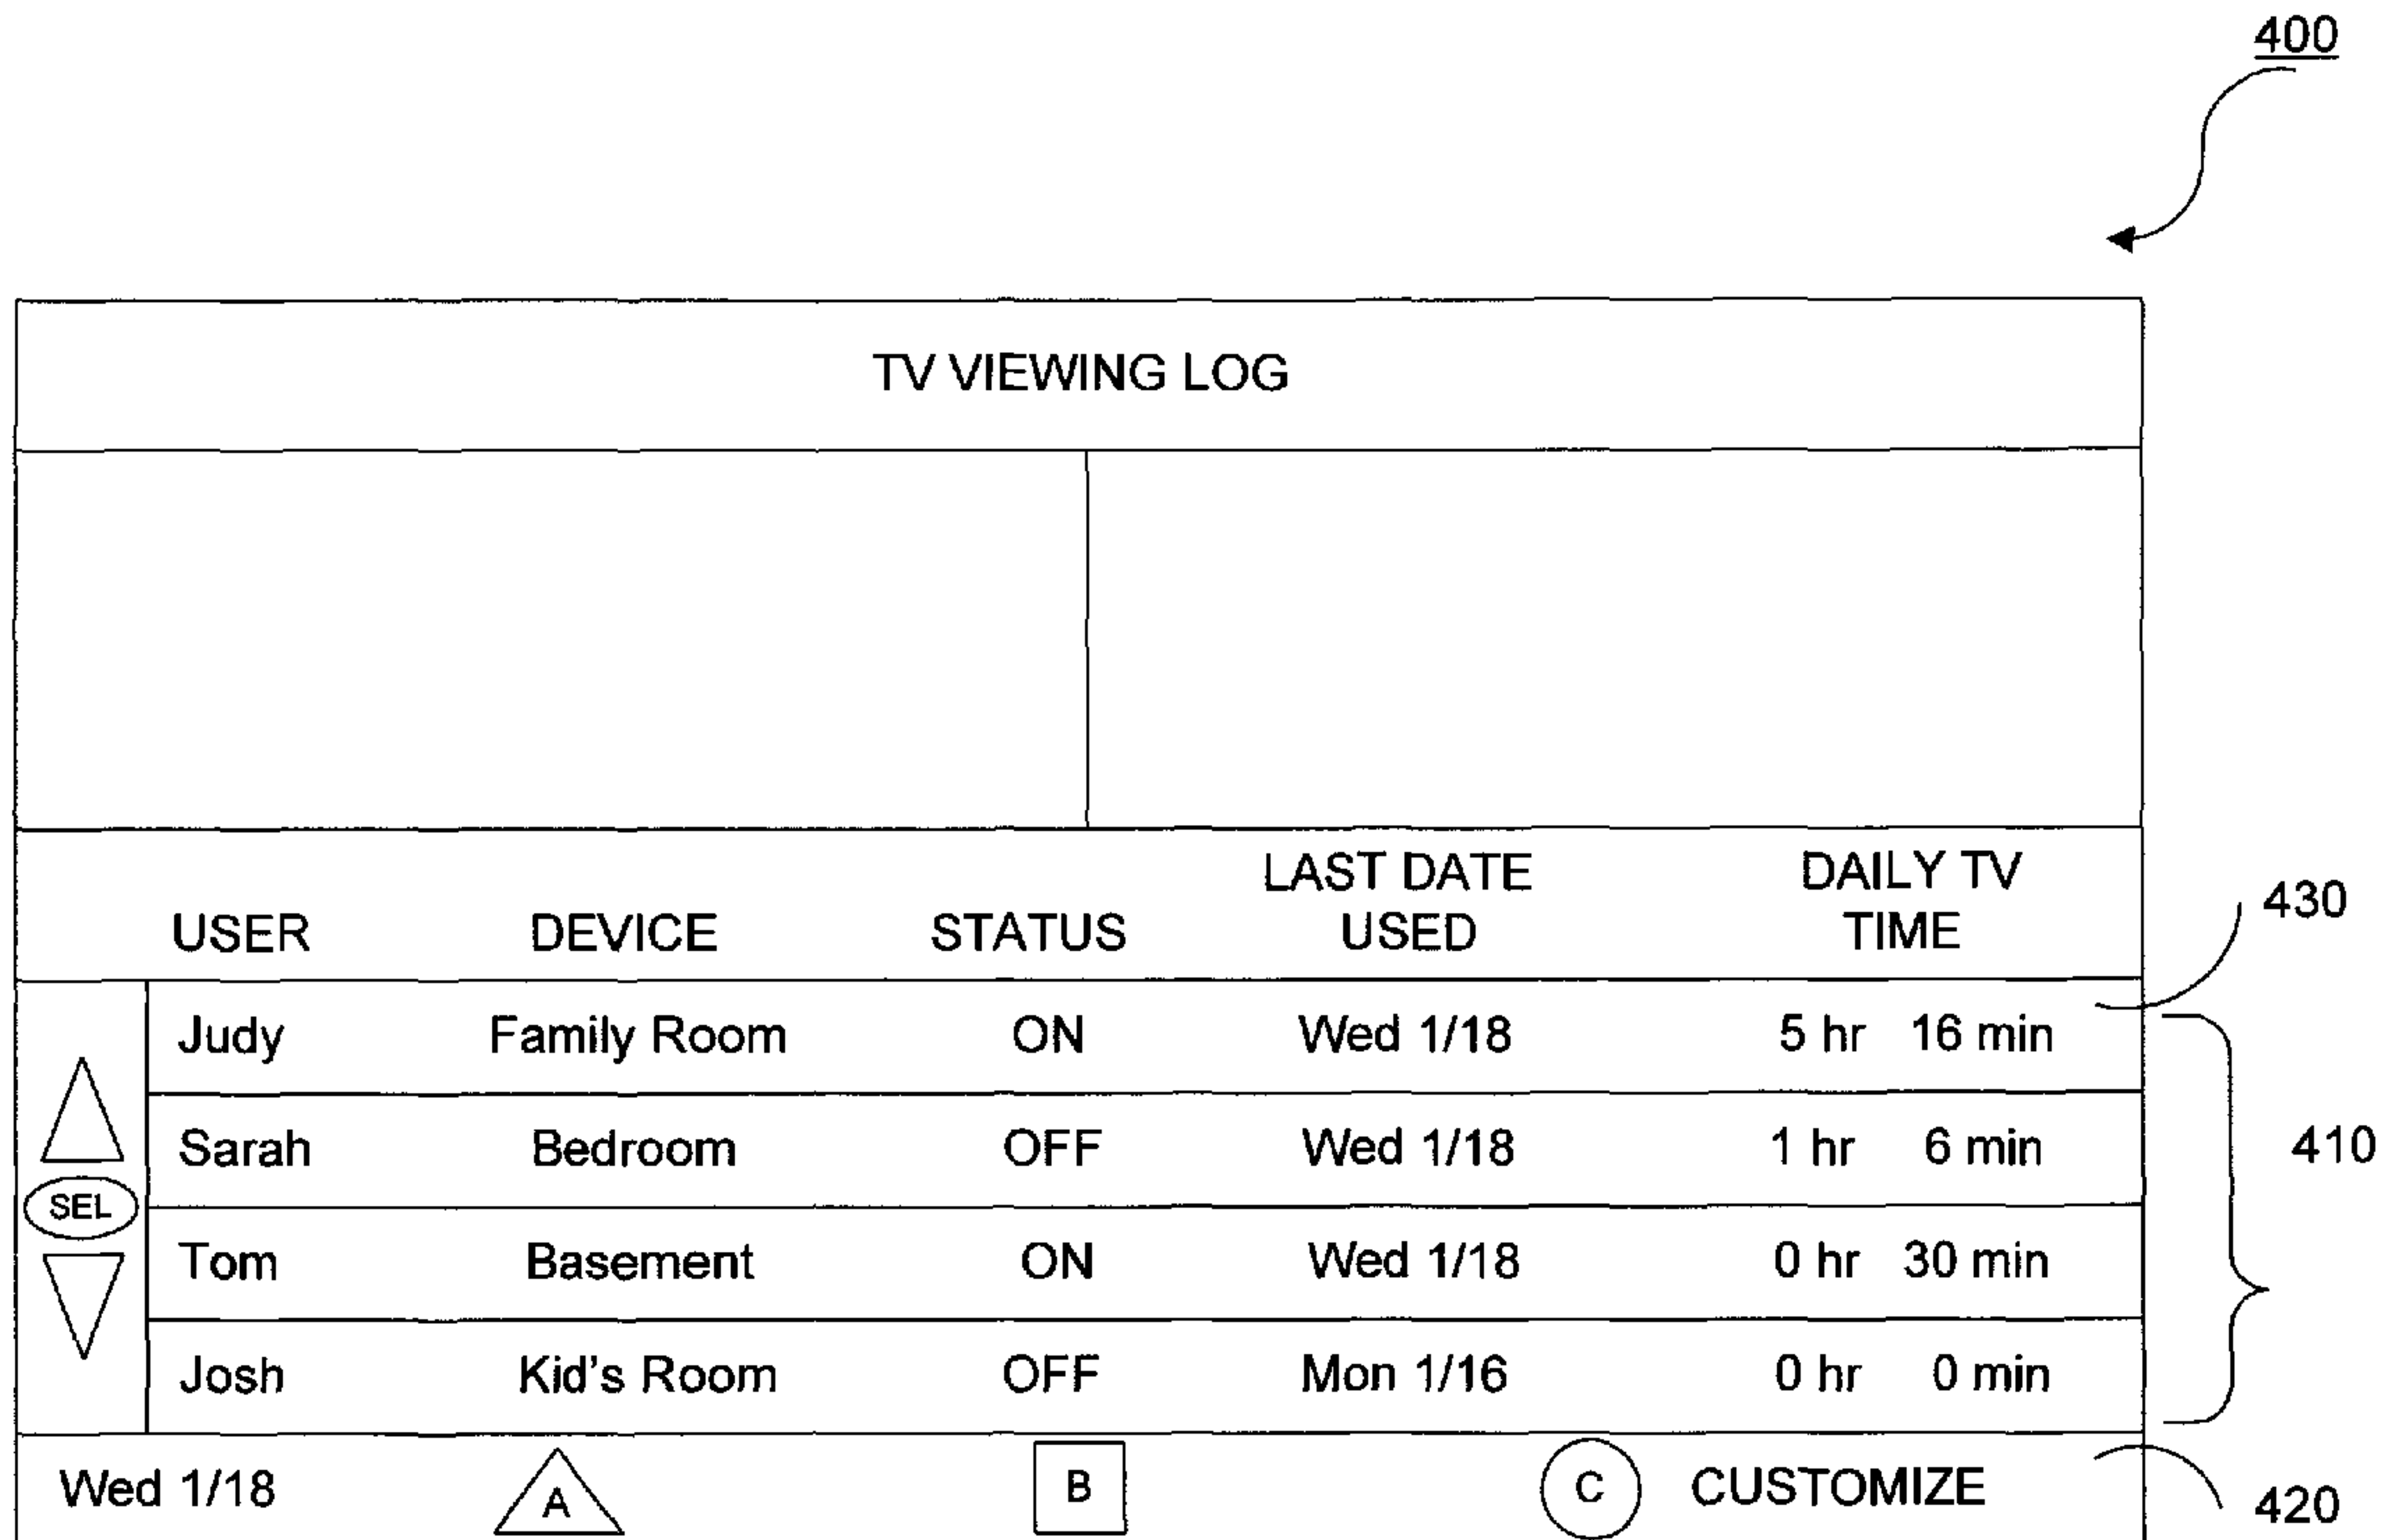 400
TV VIEWING LOG
USER DEVICE STATUS LAST DATE USED DAILY TV TIME
430
Judy Family Room ON Wed 1/18 5 hr 16 min
Sarah Bedroom OFF Wed 1/18 1 hr 6 min
410
SEL
Tom Basement ON Wed 1/18 0 hr 30 min
Josh Kid's Room OFF Mon 1/16 0 hr 0 min
Wed 1/18 A B C CUSTOMIZE
420